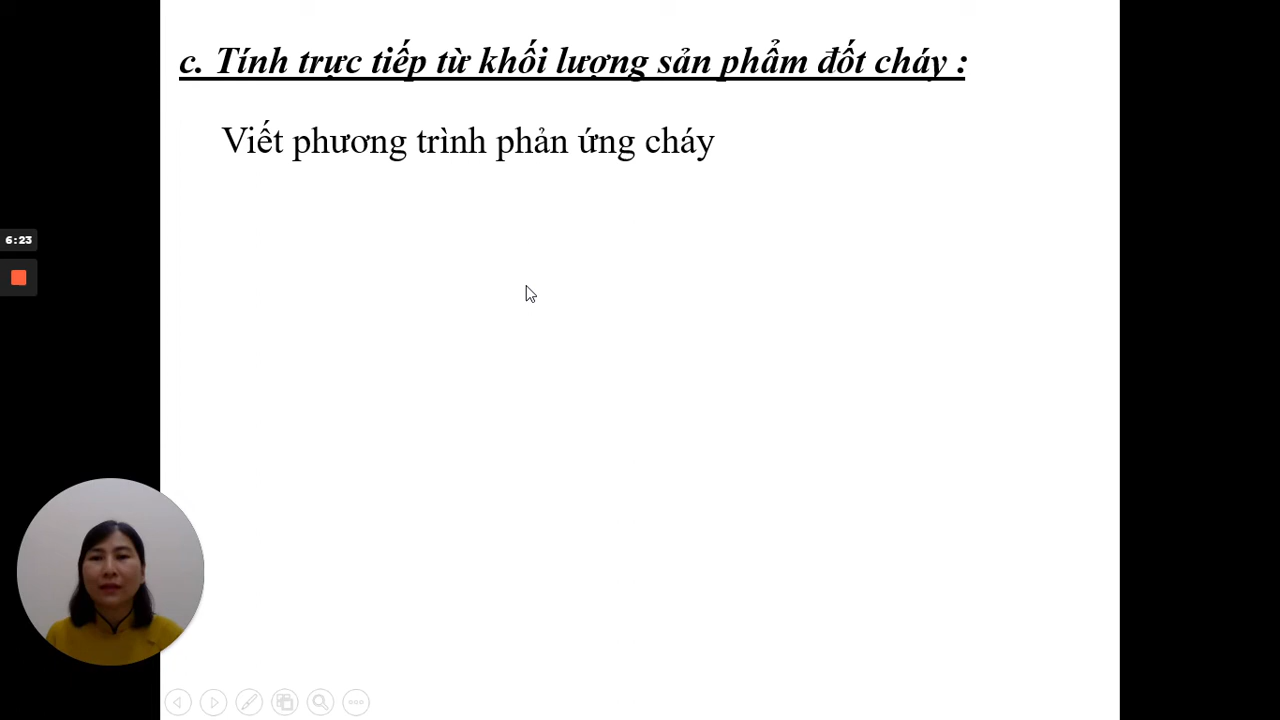 c. Tính trực tiếp từ khối lượng sản phẩm đốt cháy :
Viết phương trình phản ứng cháy
6:23